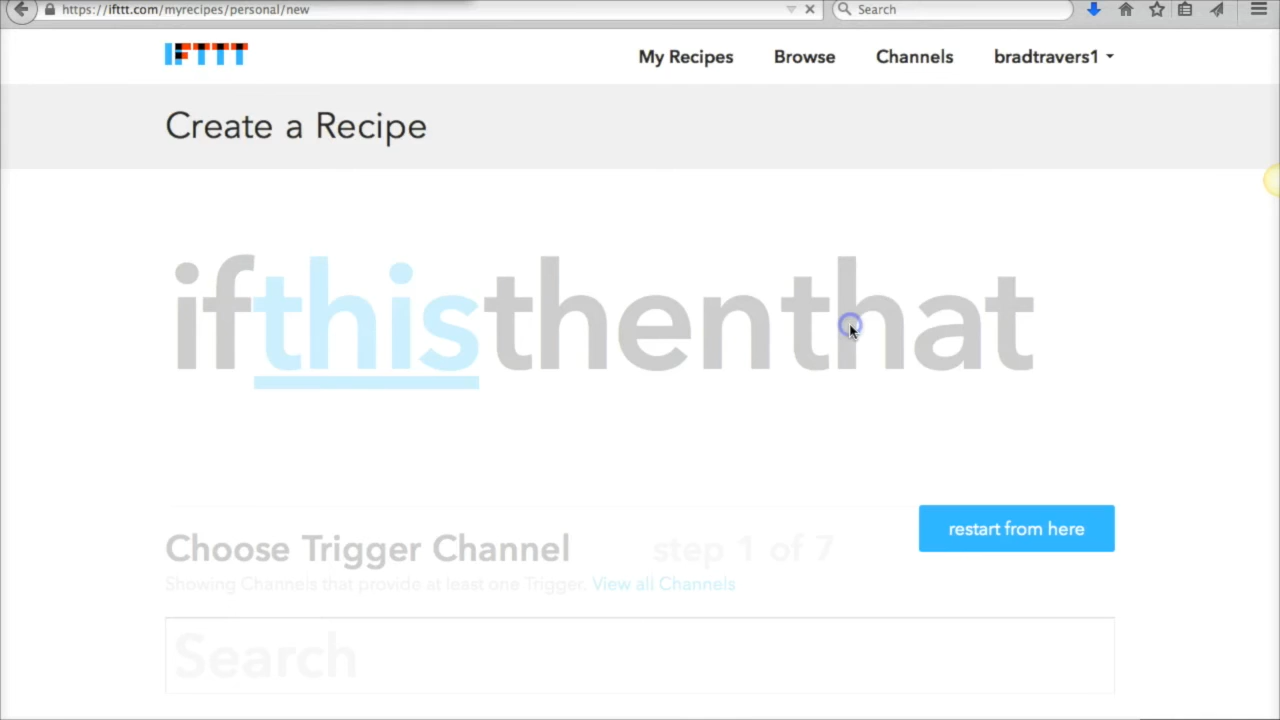 https://ifttt.com/myrecipes/personal/new
Search
IFTTT
My Recipes
Browse
Channels
bradtravers1
Create a Recipe
ifthisthenthat
restart from here
Choose Trigger Channel
step 1 of 7
Showing Channels that provide at least one Trigger. View all Channels
Search